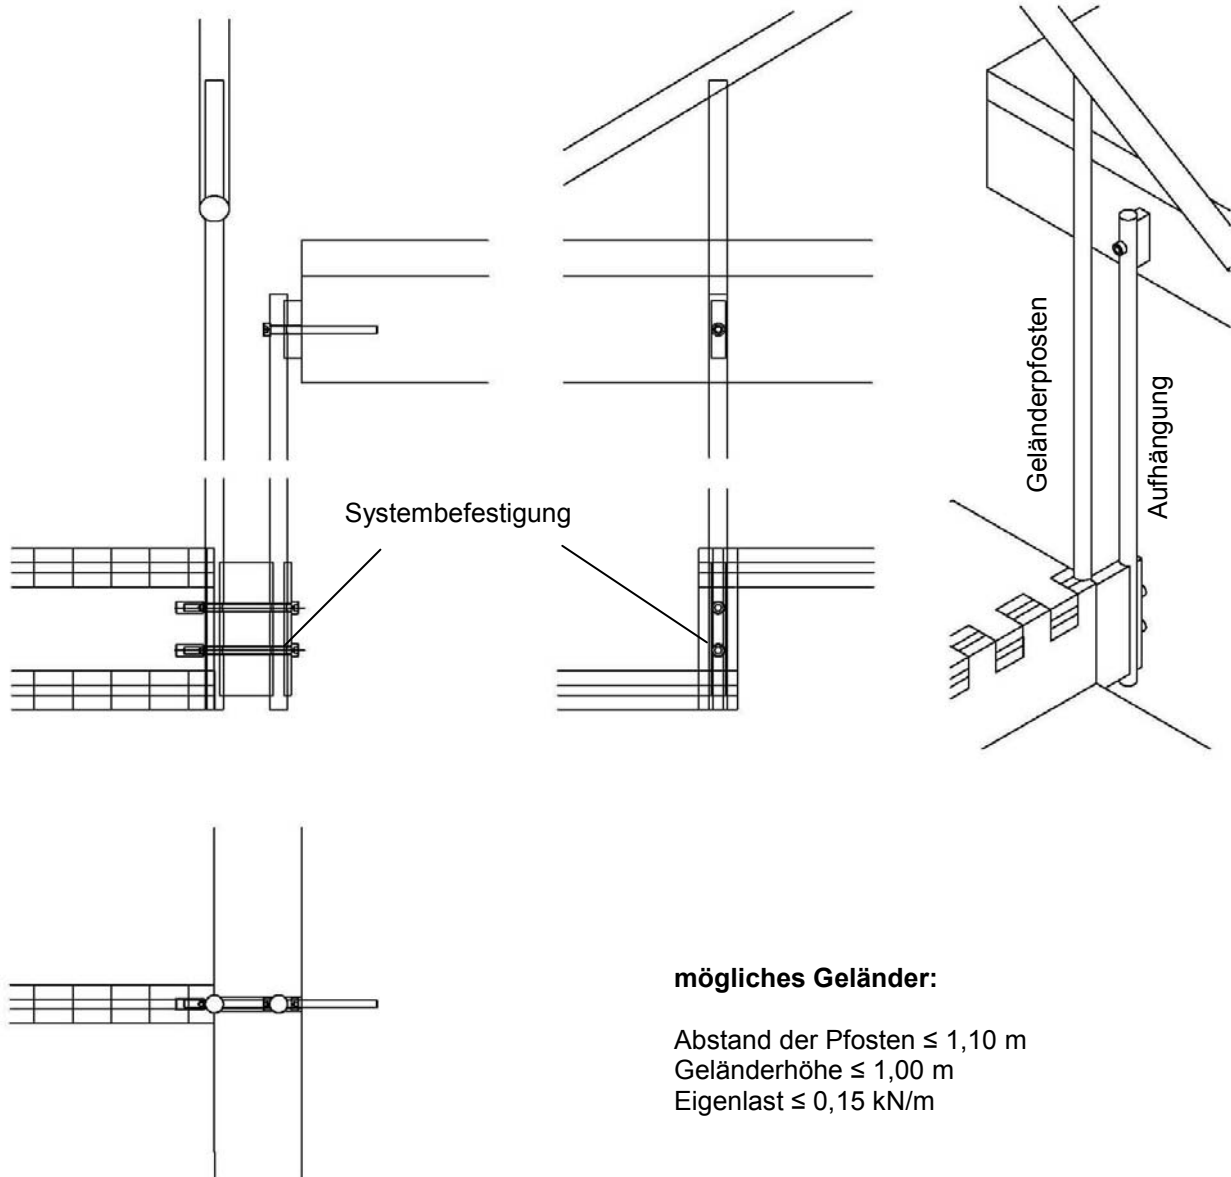 Geländerpfosten
Aufhängung
Systembefestigung
mögliches Geländer:
Abstand der Pfosten ≤ 1,10 m
Geländerhöhe ≤ 1,00 m
Eigenlast ≤ 0,15 kN/m